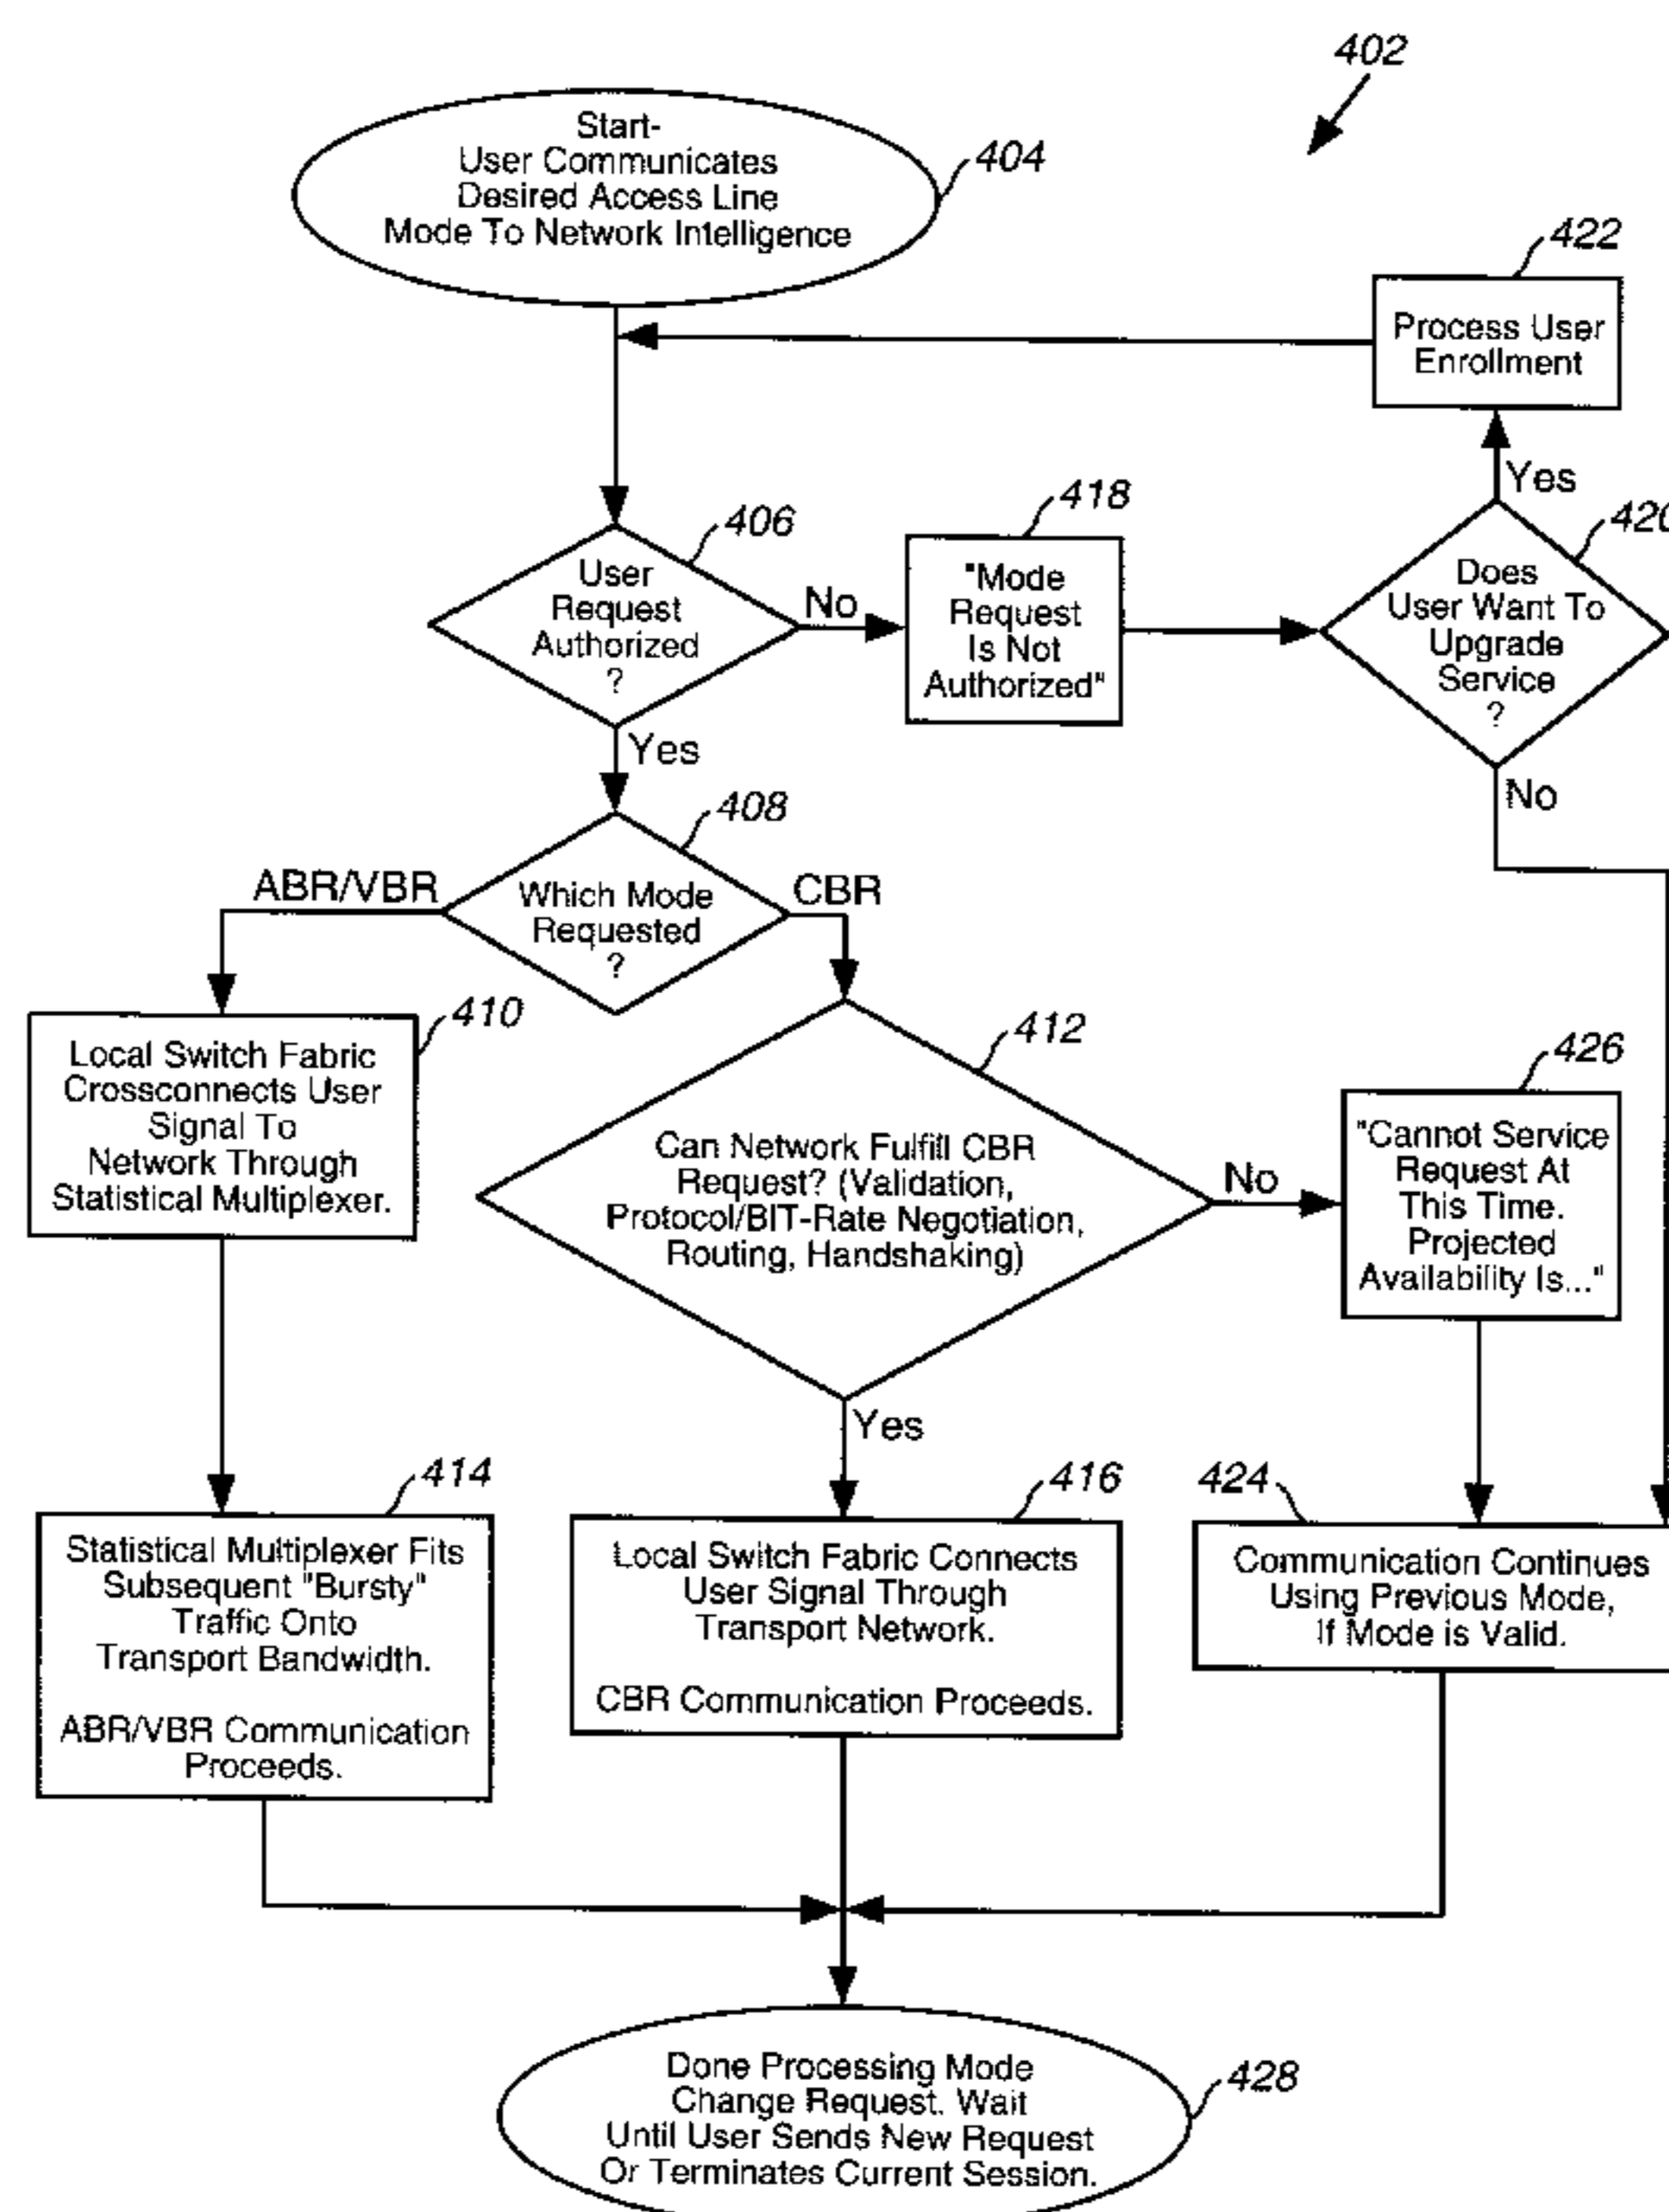 402
Start-
User Communicates
Desired Access Line
Mode To Network Intelligence
404
422
Process User
Enrollment
Yes
406
User
Request
Authorized
?
No
418
"Mode
Request
Is Not
Authorized"
420
Does
User Want To
Upgrade
Service
?
Yes
No
408
ABR/VBR
Which Mode
Requested
?
CBR
410
Local Switch Fabric
Crossconnects User
Signal To
Network Through
Statistical Multiplexer.
412
Can Network Fulfill CBR
Request? (Validation,
Protocol/BIT-Rate Negotiation,
Routing, Handshaking)
No
426
"Cannot Service
Request At
This Time.
Projected
Availability Is..."
Yes
414
Statistical Multiplexer Fits
Subsequent "Bursty"
Traffic Onto
Transport Bandwidth.
ABR/VBR Communication
Proceeds.
416
Local Switch Fabric Connects
User Signal Through
Transport Network.
CBR Communication Proceeds.
424
Communication Continues
Using Previous Mode,
If Mode is Valid.
Done Processing Mode
Change Request. Wait
Until User Sends New Request
Or Terminates Current Session.
428